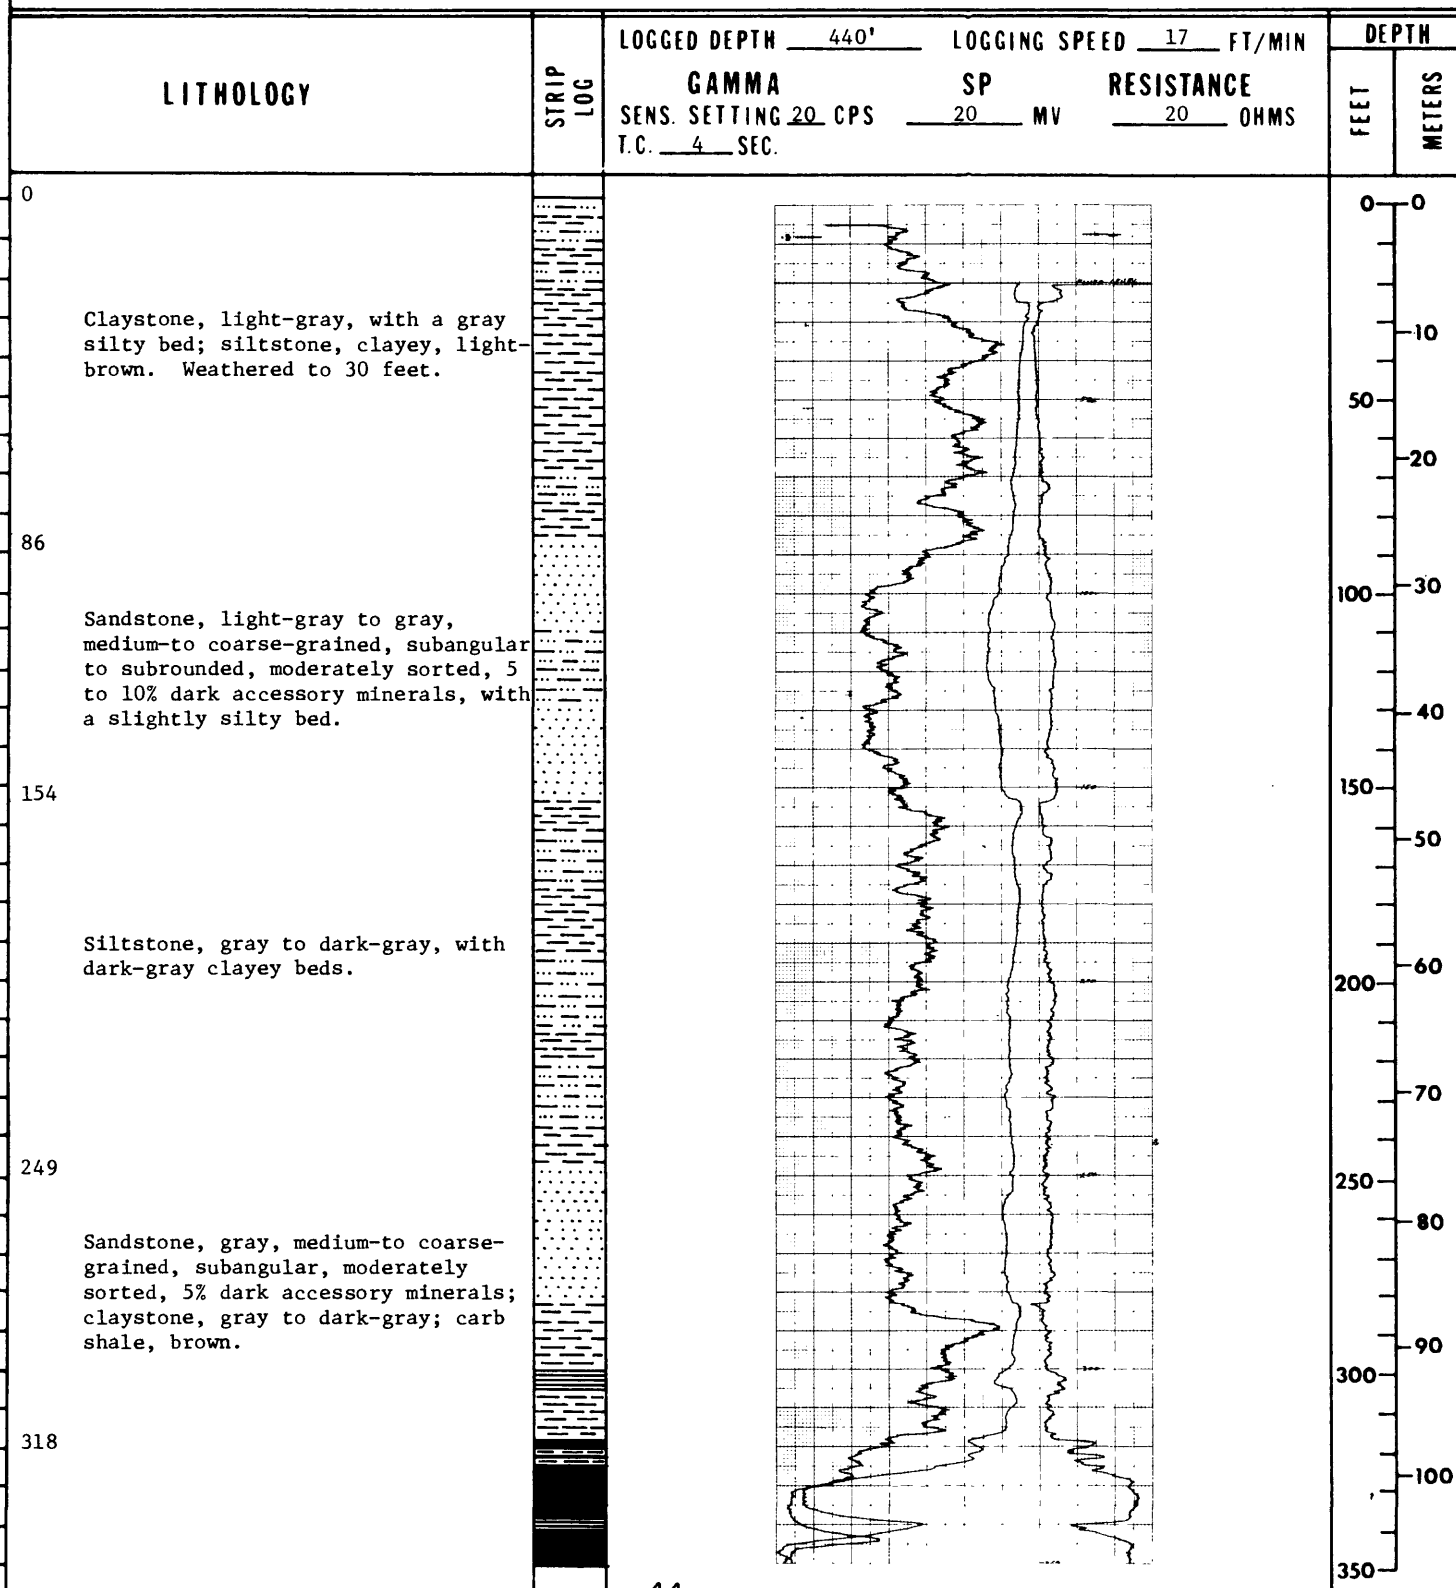 LITHOLOGY
STRIP LOG
LOGGED DEPTH 440' LOGGING SPEED 17 FT/MIN
GAMMA SP RESISTANCE
SENS. SETTING 20 CPS 20 MV 20 OHMS
T.C. 4 SEC.
DEPTH
FEET METERS
0
Claystone, light-gray, with a gray
silty bed; siltstone, clayey, light-
brown. Weathered to 30 feet.
86
Sandstone, light-gray to gray,
medium-to coarse-grained, subangular
to subrounded, moderately sorted, 5
to 10% dark accessory minerals, with
a slightly silty bed.
154
Siltstone, gray to dark-gray, with
dark-gray clayey beds.
249
Sandstone, gray, medium-to coarse-
grained, subangular, moderately
sorted, 5% dark accessory minerals;
claystone, gray to dark-gray; carb
shale, brown.
318
0 0
10
50
20
30
100
40
150
50
60
200
70
250
80
90
300
100
350